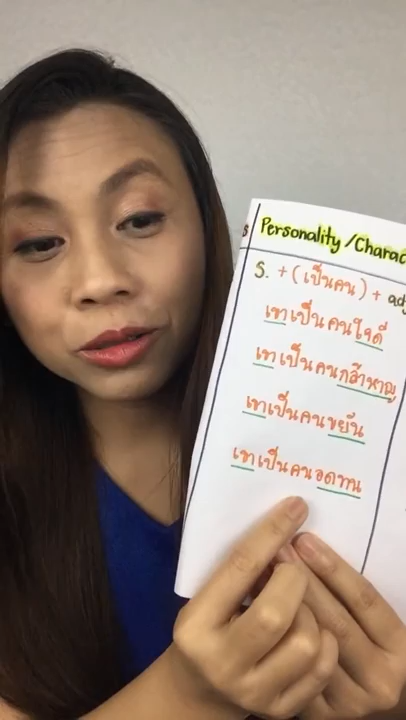 Personality/Charac
S. + (เป็นคน) + adj
เขาเป็นคนใจดี
เขาเป็นคนกล้าหาญ
เขาเป็นคนขยัน
เขาเป็นคนอดทน